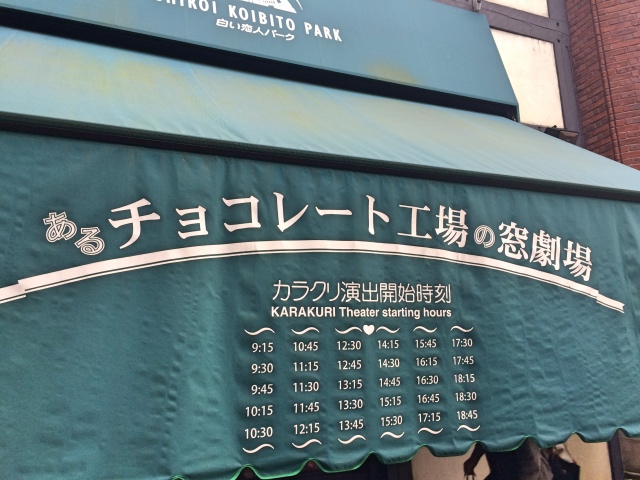 SHIROI KOIBITO PARK
白い恋人パーク
あるチョコレート工場の窓劇場
カラクリ演出開始時刻
KARAKURI Theater starting hours
9:15 10:45 12:30 14:15 15:45 17:30
9:30 11:15 12:45 14:30 16:15 17:45
9:45 11:30 13:15 14:45 16:30 18:15
10:15 11:45 13:30 15:15 16:45 18:30
10:30 12:15 13:45 15:30 17:15 18:45